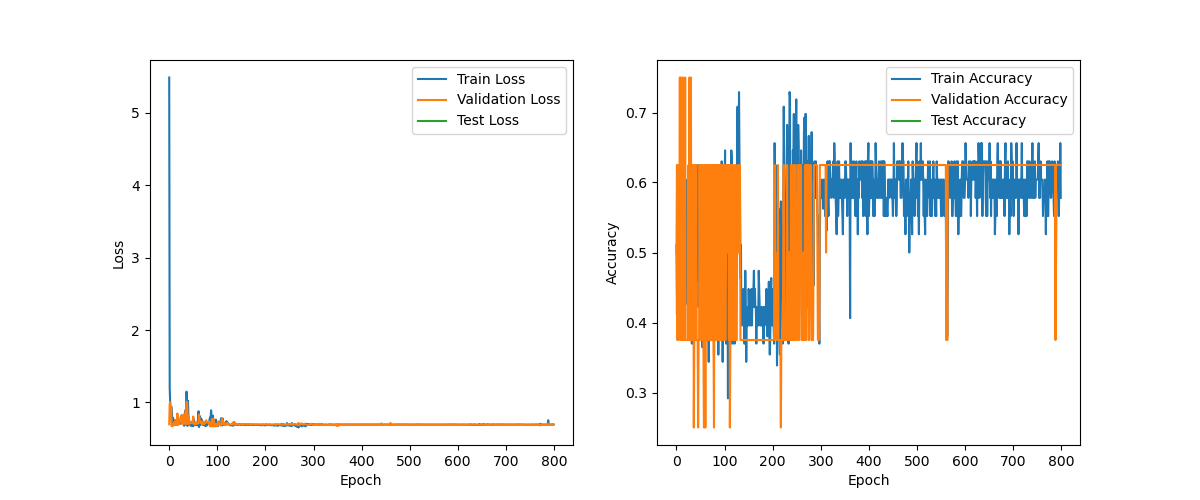 Train Loss
Validation Loss
Test Loss
5
4
3
2
1
Loss
0 100 200 300 400 500 600 700 800
Epoch
Train Accuracy
Validation Accuracy
Test Accuracy
0.7
0.6
0.5
0.4
0.3
Accuracy
0 100 200 300 400 500 600 700 800
Epoch